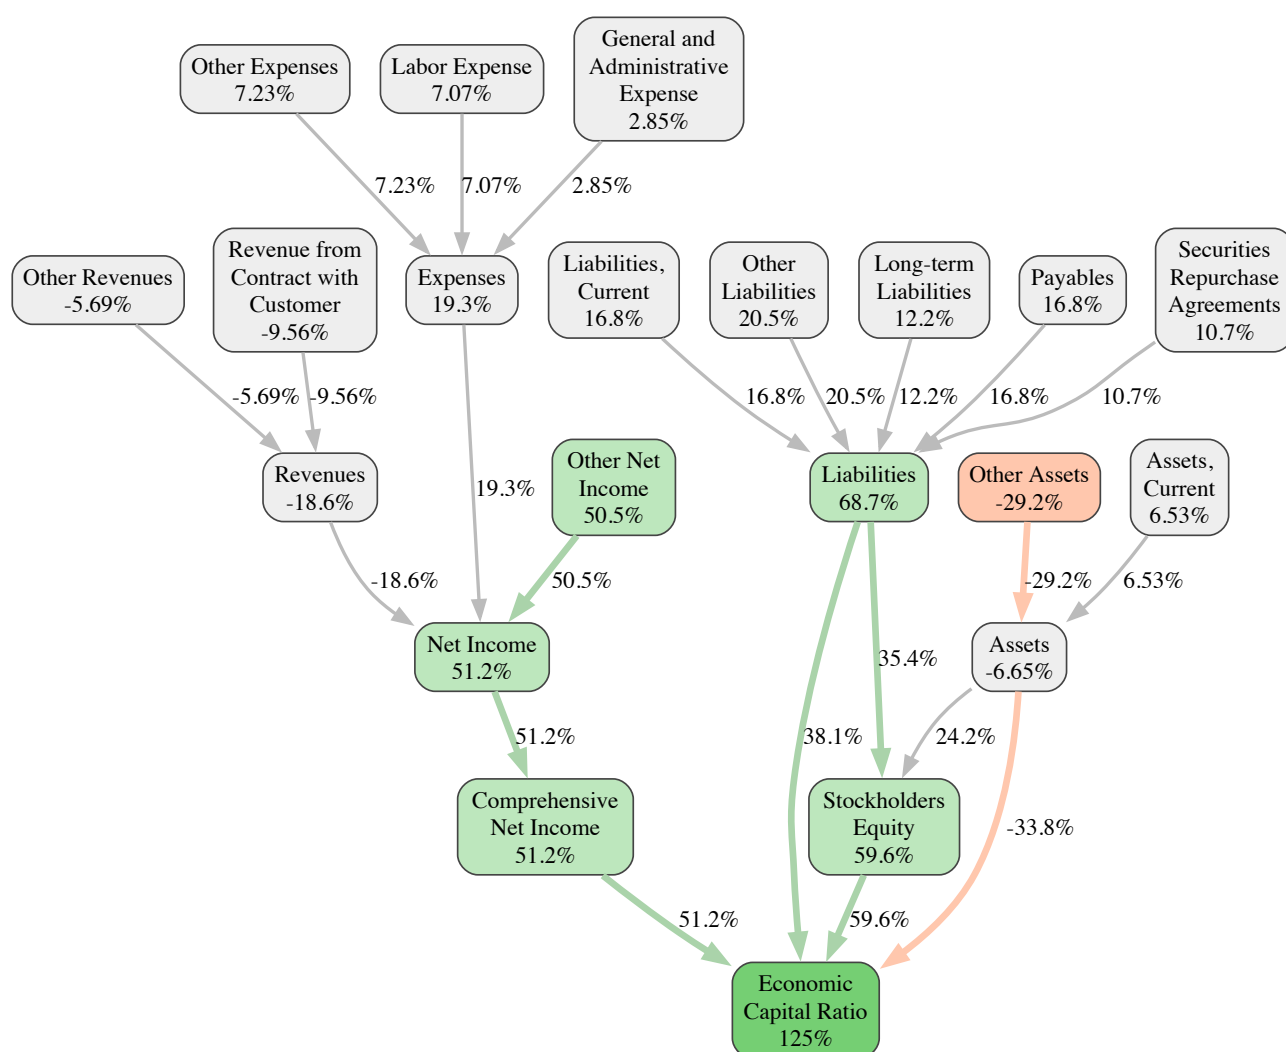 Other Expenses
7.23%
Labor Expense
7.07%
General and
Administrative
Expense
2.85%
7.23%
7.07%
2.85%
Other Revenues
-5.69%
Revenue from
Contract with
Customer
-9.56%
Expenses
19.3%
Liabilities,
Current
16.8%
Other
Liabilities
20.5%
Long-term
Liabilities
12.2%
Payables
16.8%
Securities
Repurchase
Agreements
10.7%
-5.69%
-9.56%
16.8%
20.5%
12.2%
16.8%
10.7%
Revenues
-18.6%
19.3%
Other Net
Income
50.5%
Liabilities
68.7%
Other Assets
-29.2%
Assets,
Current
6.53%
-18.6%
50.5%
-29.2%
6.53%
Net Income
51.2%
35.4%
Assets
-6.65%
51.2%
38.1%
24.2%
Comprehensive
Net Income
51.2%
Stockholders
Equity
59.6%
-33.8%
51.2%
59.6%
Economic
Capital Ratio
125%